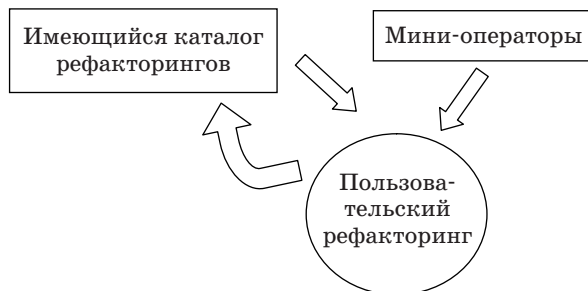 Имеющийся каталог
рефакторингов
Мини-операторы
Пользова-
тельский
рефакторинг